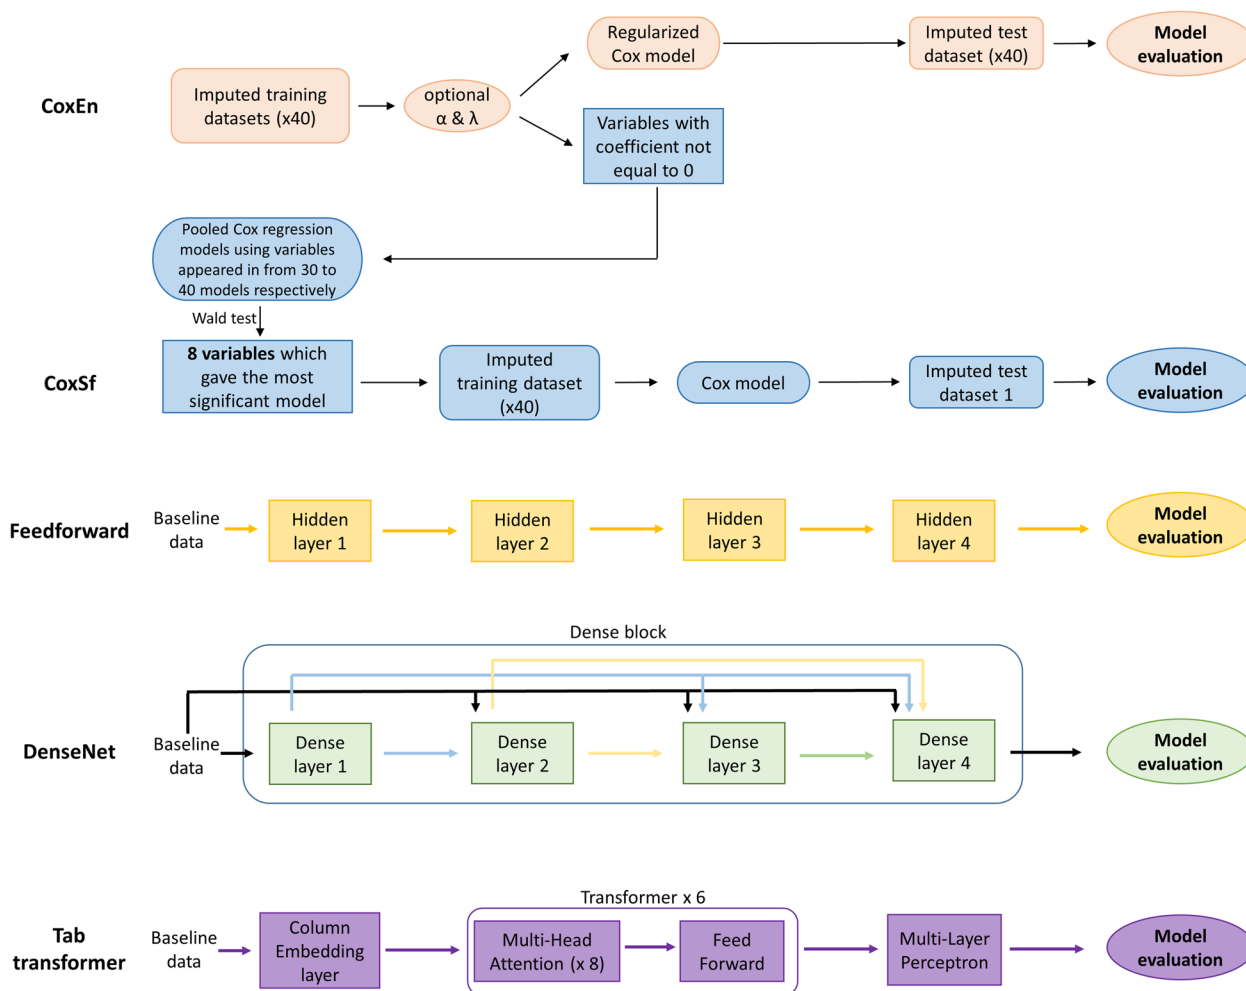 CoxEn
Imputed training
datasets (x40)
optional
α & λ
Regularized
Cox model
Imputed test
dataset (x40)
Model
evaluation
Variables with
coefficient not
equal to 0
Pooled Cox regression
models using variables
appeared in from 30 to
40 models respectively
Wald test
CoxSf
8 variables which
gave the most
significant model
Imputed
training dataset
(x40)
Cox model
Imputed test
dataset 1
Model
evaluation
Feedforward
Baseline
data
Hidden
layer 1
Hidden
layer 2
Hidden
layer 3
Hidden
layer 4
Model
evaluation
Dense block
DenseNet
Baseline
data
Dense
layer 1
Dense
layer 2
Dense
layer 3
Dense
layer 4
Model
evaluation
Transformer x 6
Tab
transformer
Baseline
data
Column
Embedding
layer
Multi-Head
Attention (x 8)
Feed
Forward
Multi-Layer
Perceptron
Model
evaluation